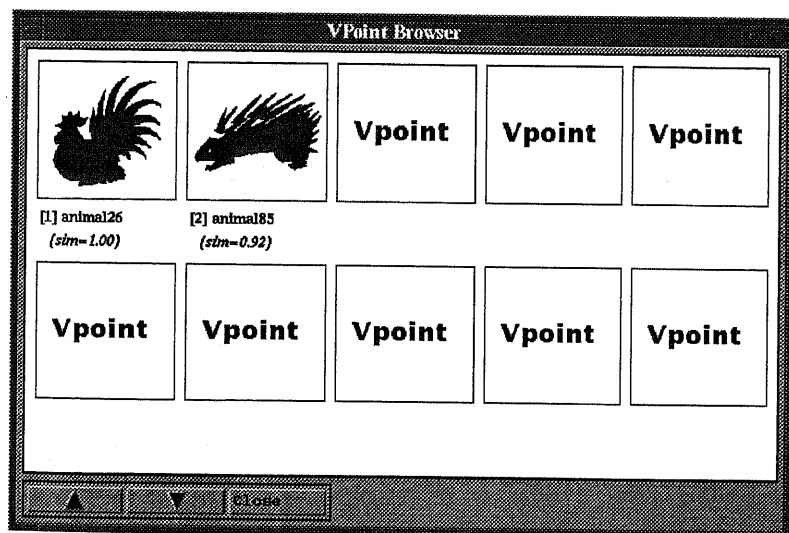 VPoint Browser
Vpoint Vpoint Vpoint
[1] animal26 [2] animal85
(sim=1.00) (sim=0.92)
Vpoint Vpoint Vpoint Vpoint Vpoint
Close